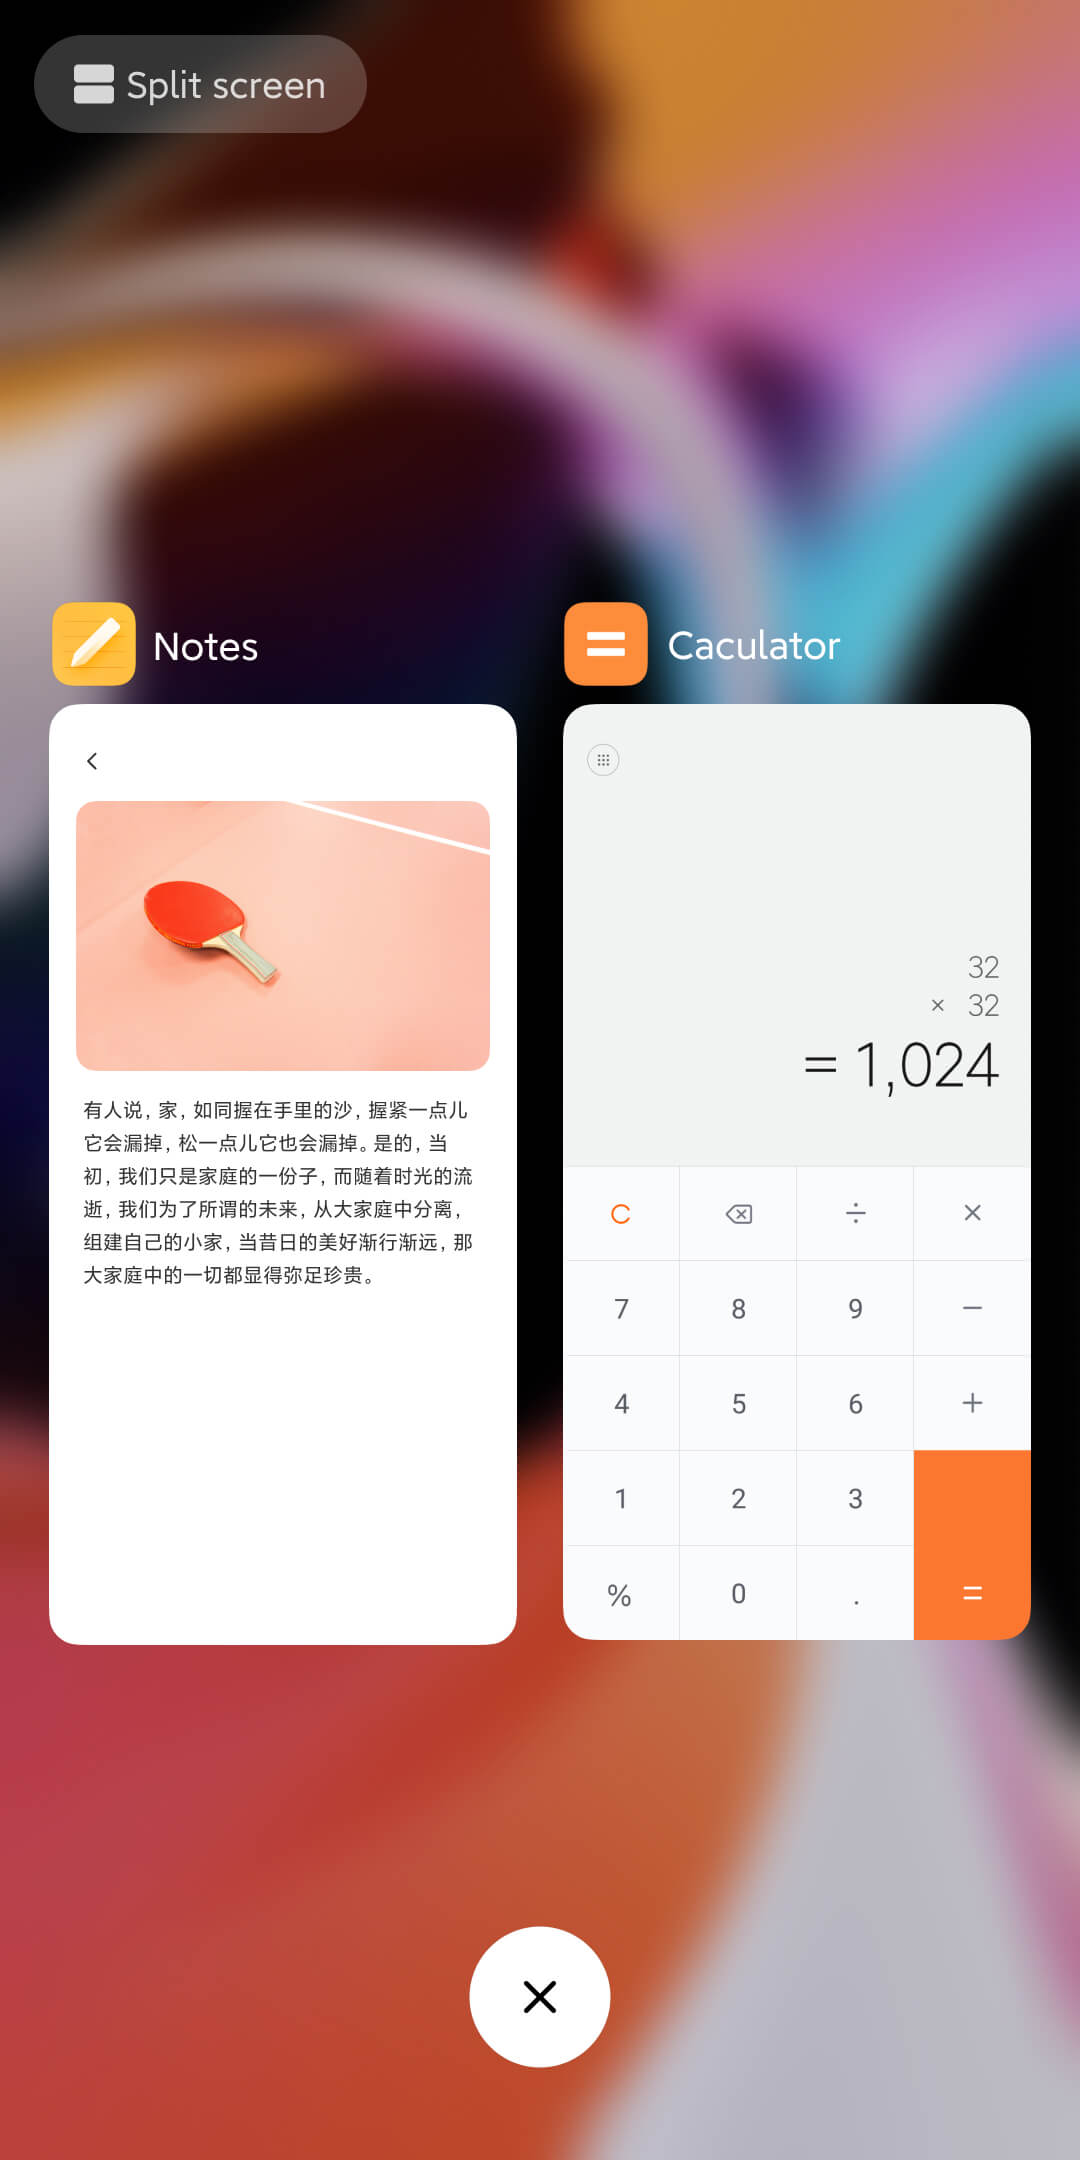 Split screen
Notes
有人说，家，如同握在手里的沙，握紧一点儿
它会漏掉，松一点儿它也会漏掉。是的，当
初，我们只是家庭的一份子，而随着时光的流
逝，我们为了所谓的未来，从大家庭中分离，
组建自己的小家，当昔日的美好渐行渐远，那
大家庭中的一切都显得弥足珍贵。
Caculator
32
× 32
= 1,024
C ÷ ×
7 8 9 −
4 5 6 +
1 2 3
% 0 . =